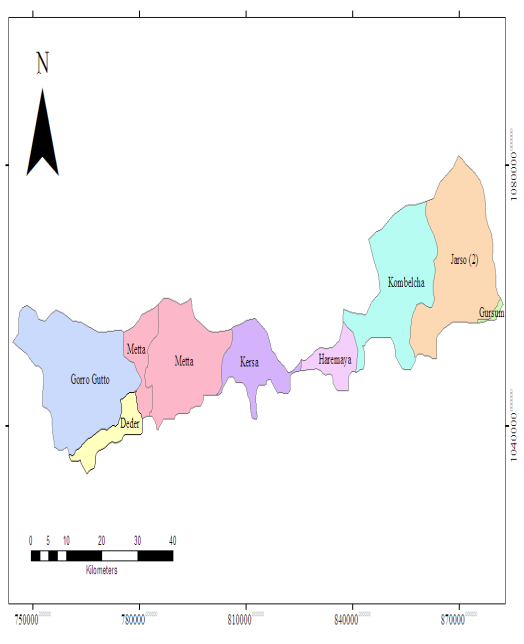 N
1080000
Jarso (2)
Kombelcha
Gursum
Metta
Metta
Kersa
Haremaya
Gorro Gutto
Deder
1040000
0 5 10 20 30 40
Kilometers
750000 780000 810000 840000 870000